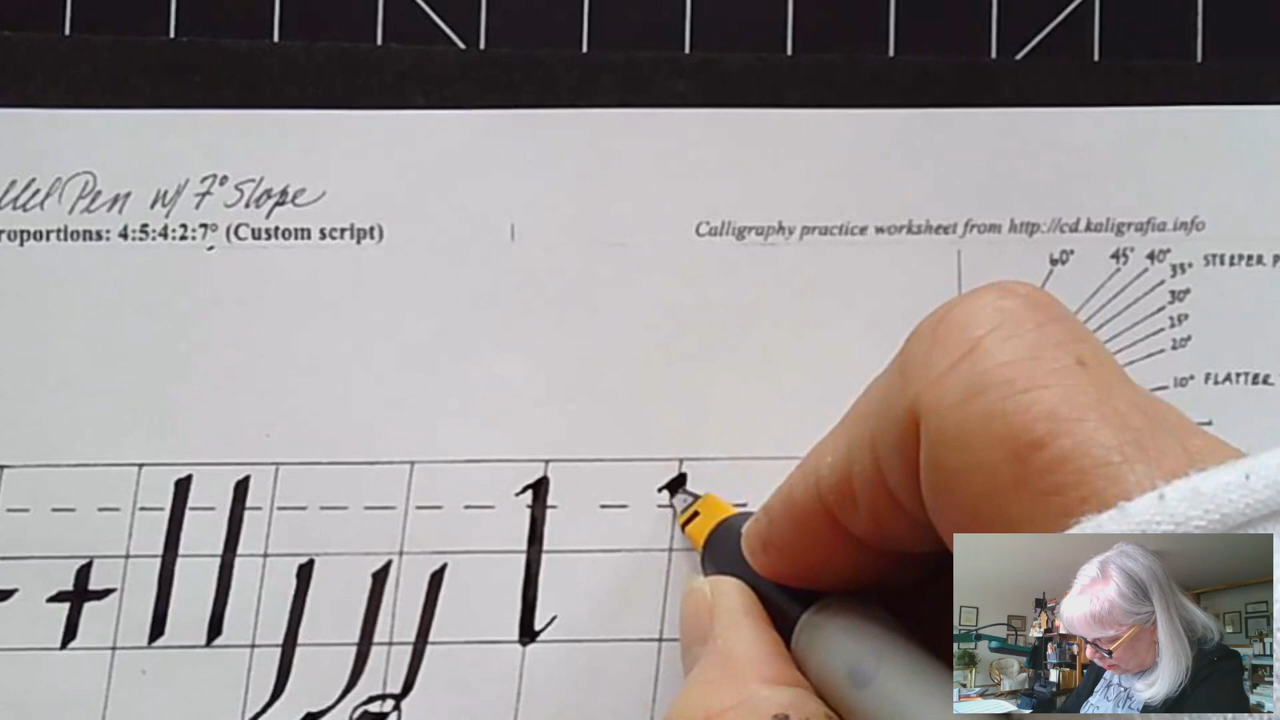 Pen w/ 7° Slope
roportions: 4:5:4:2:7° (Custom script)
Calligraphy practice worksheet from http://cd.kaligrafia.info
60° 45° 40° 35° STEEPER P
30°
25°
20°
10° FLATTER